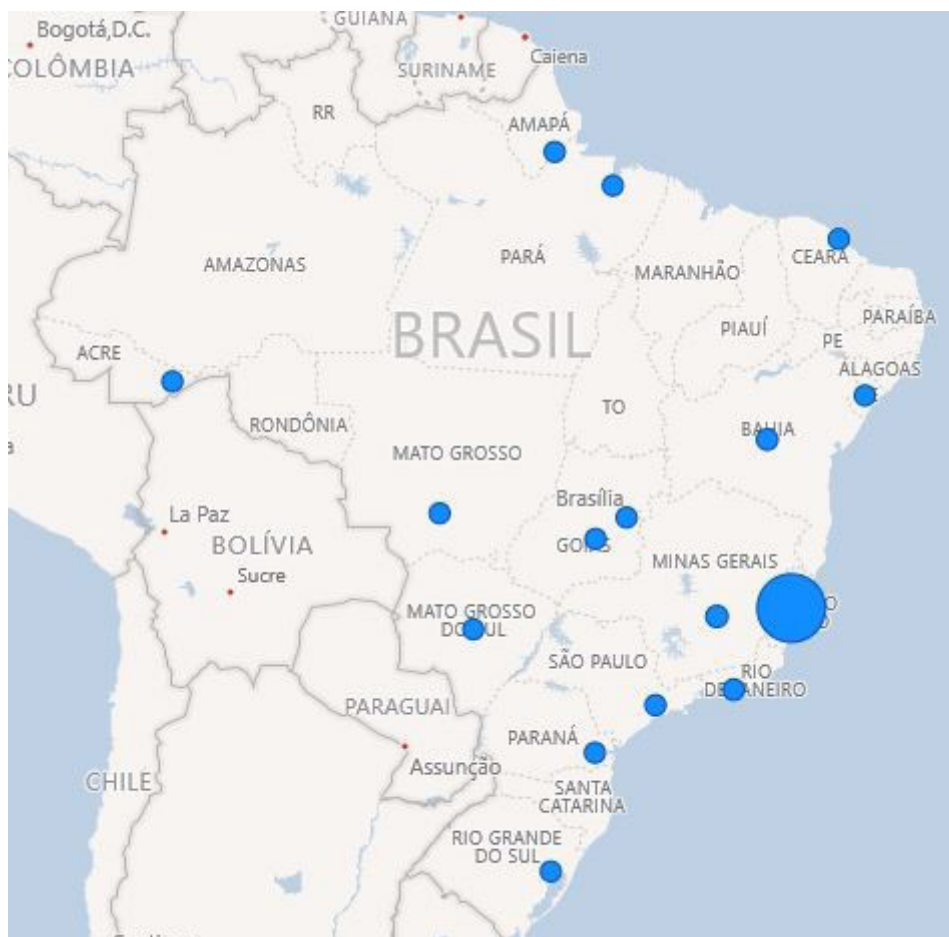 GUIANA
Bogotá,D.C.
Caiena
COLÔMBIA
SURINAME
RR
AMAPÁ
AMAZONAS
PARÁ
MARANHÃO
CEARÁ
BRASIL
PIAUÍ
PARAÍBA
PE
ACRE
ALAGOAS
RU
TO
RONDÔNIA
BAHIA
MATO GROSSO
Brasília
La Paz
GOIÁS
BOLÍVIA
MINAS GERAIS
Sucre
MATO GROSSO
DO SUL
SÃO PAULO
RIO
DE JANEIRO
PARAGUAI
PARANÁ
Assunção
CHILE
SANTA
CATARINA
RIO GRANDE
DO SUL